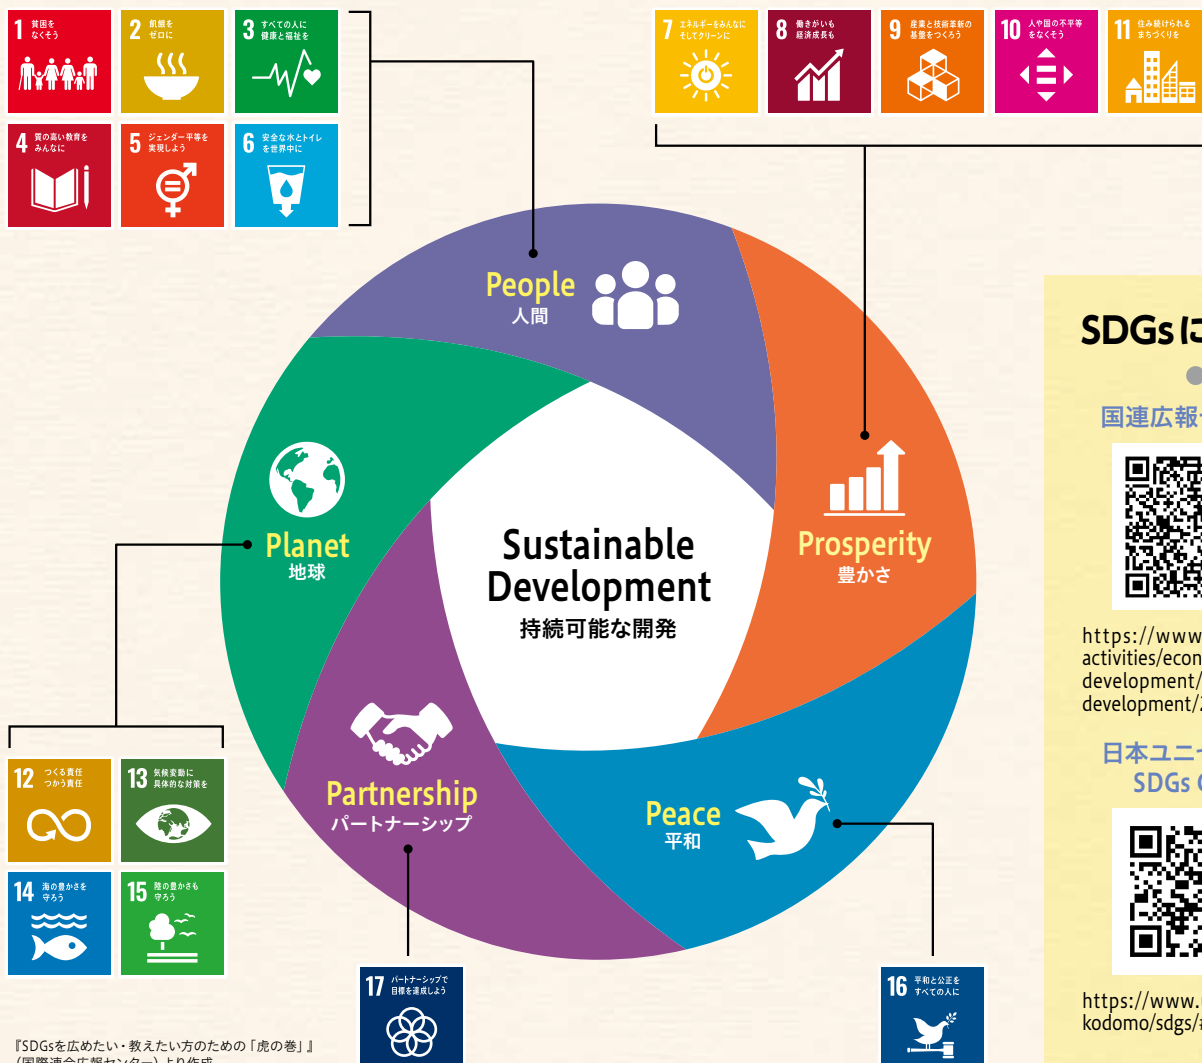 1 貧困を
なくそう
2 飢餓を
ゼロに
3 すべての人に
健康と福祉を
4 質の高い教育を
みんなに
5 ジェンダー平等を
実現しよう
6 安全な水とトイレ
を世界中に
7 エネルギーをみんなに
そしてクリーンに
8 働きがいも
経済成長も
9 産業と技術革新の
基盤をつくろう
10 人や国の不平等
をなくそう
11 住み続けられる
まちづくりを
People
人間
Planet
地球
Sustainable
Development
持続可能な開発
Prosperity
豊かさ
Partnership
パートナーシップ
Peace
平和
12 つくる責任
つかう責任
13 気候変動に
具体的な対策を
14 海の豊かさを
守ろう
15 陸の豊かさも
守ろう
17 パートナーシップで
目標を達成しよう
16 平和と公正を
すべての人に
『SDGsを広めたい・教えたい方のための「虎の巻」』
(国際連合広報センター)より作成
SDGsに
国連広報
https://www
activities/econ
development/
development/
日本ユニ
SDGs
https://www.
kodomo/sdgs/